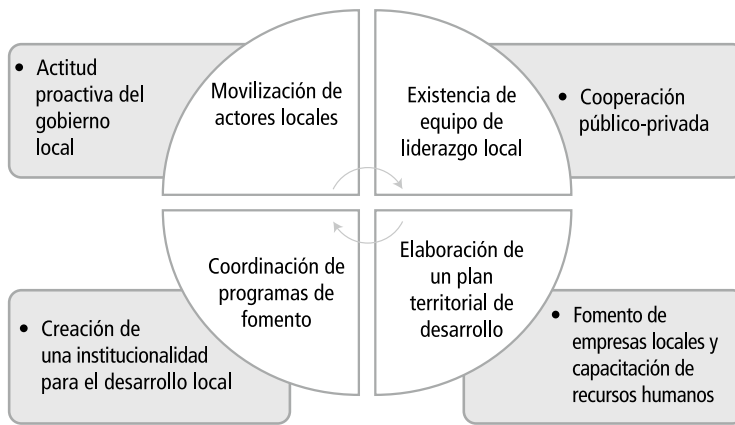 • Actitud
proactiva del
gobierno
local
Movilización de
actores locales
Existencia de
equipo de
liderazgo local
• Cooperación
público-privada
Coordinación de
programas de
fomento
Elaboración de
un plan
territorial de
desarrollo
• Creación de
una institucionalidad
para el desarrollo local
• Fomento de
empresas locales y
capacitación de
recursos humanos